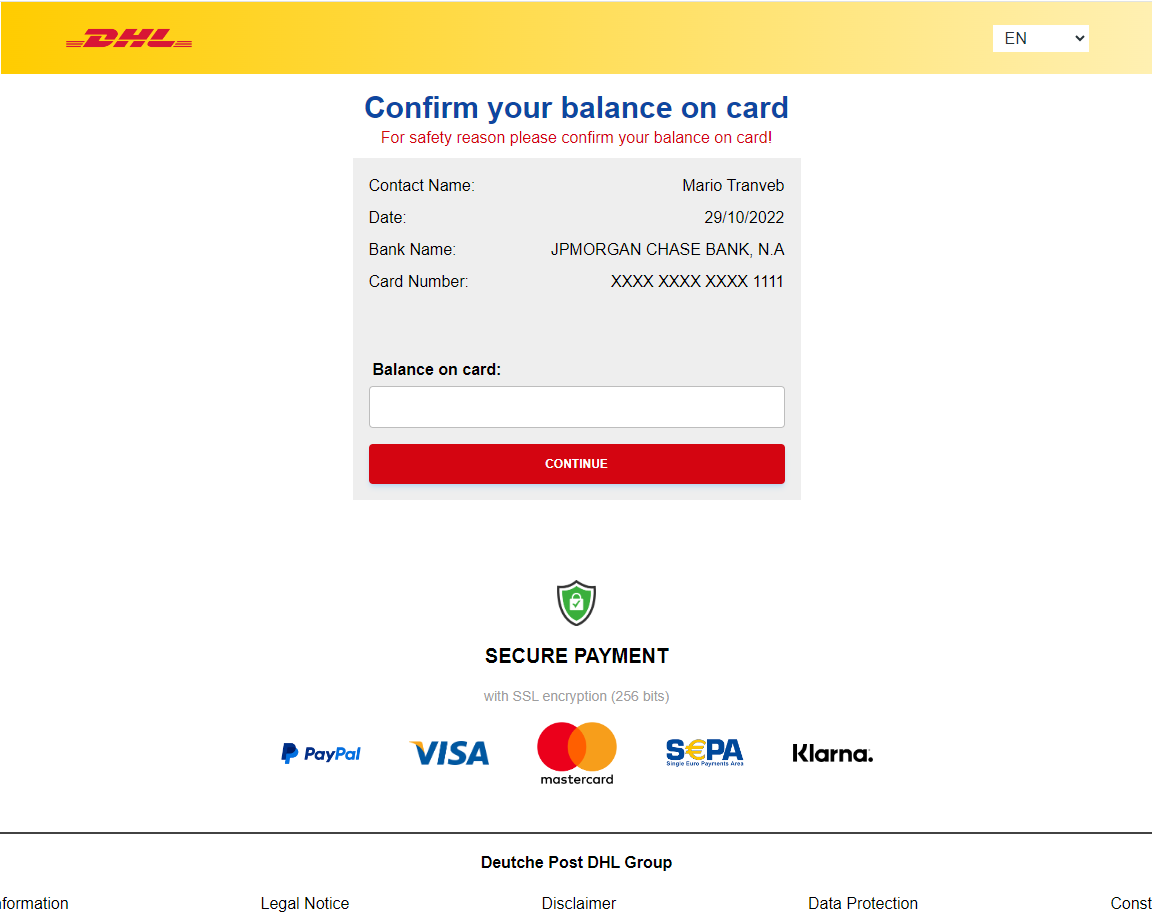 DHL
EN
Confirm your balance on card
For safety reason please confirm your balance on card!
Contact Name: Mario Tranveb
Date: 29/10/2022
Bank Name: JPMORGAN CHASE BANK, N.A
Card Number: XXXX XXXX XXXX 1111
Balance on card:
CONTINUE
SECURE PAYMENT
with SSL encryption (256 bits)
PayPal VISA mastercard S€PA Single Euro Payments Area Klarna.
Deutche Post DHL Group
nformation Legal Notice Disclaimer Data Protection Const